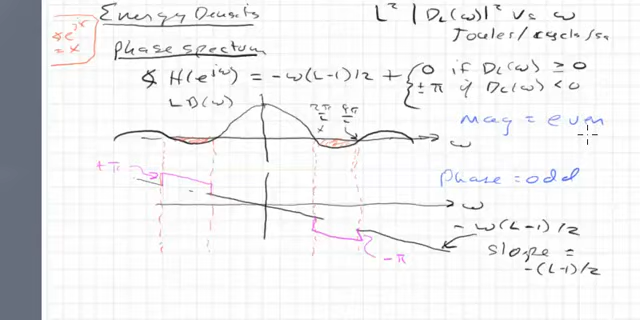 Energy Density
L² |D_L(ω)|² vs ω
Joules/cycle/sa
∡e^{jx} = x
phase spectrum
∡ H(e^{jω}) = -ω(L-1)/2 + { 0 if D_L(ω) ≥ 0
±π if D_L(ω) < 0
L D(ω)
2π/L
4π/L
mag = even
ω
+π
phase = odd
ω
-ω(L-1)/2
slope =
-(L-1)/2
-π